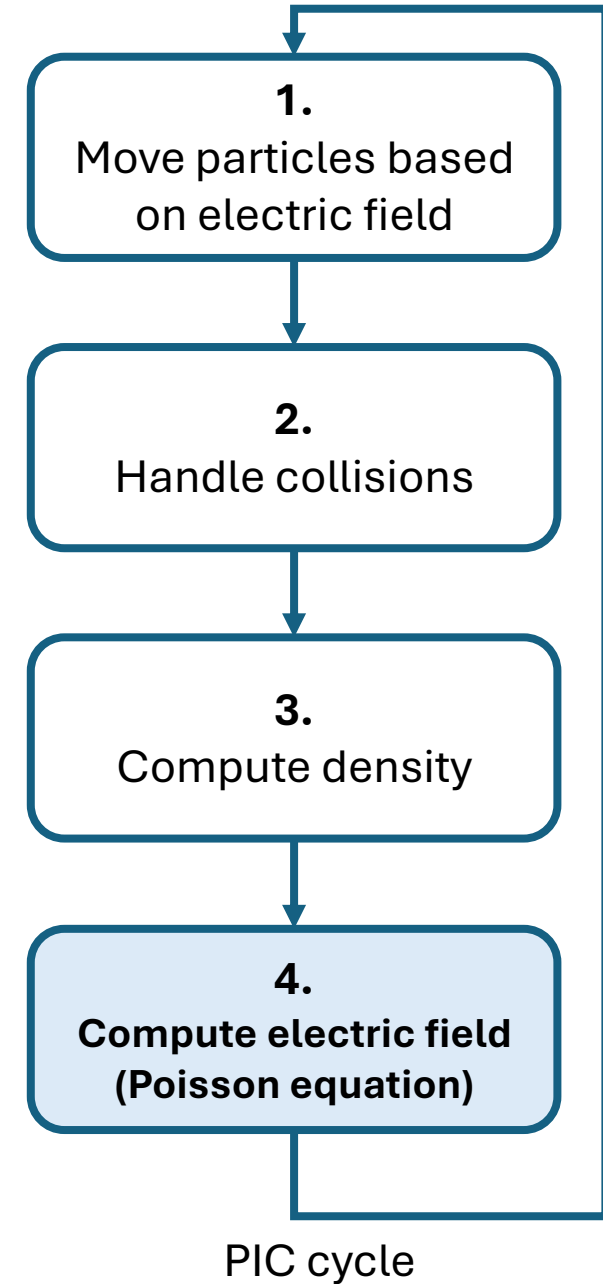 1.
Move particles based
on electric field
2.
Handle collisions
3.
Compute density
4.
Compute electric field
(Poisson equation)
PIC cycle